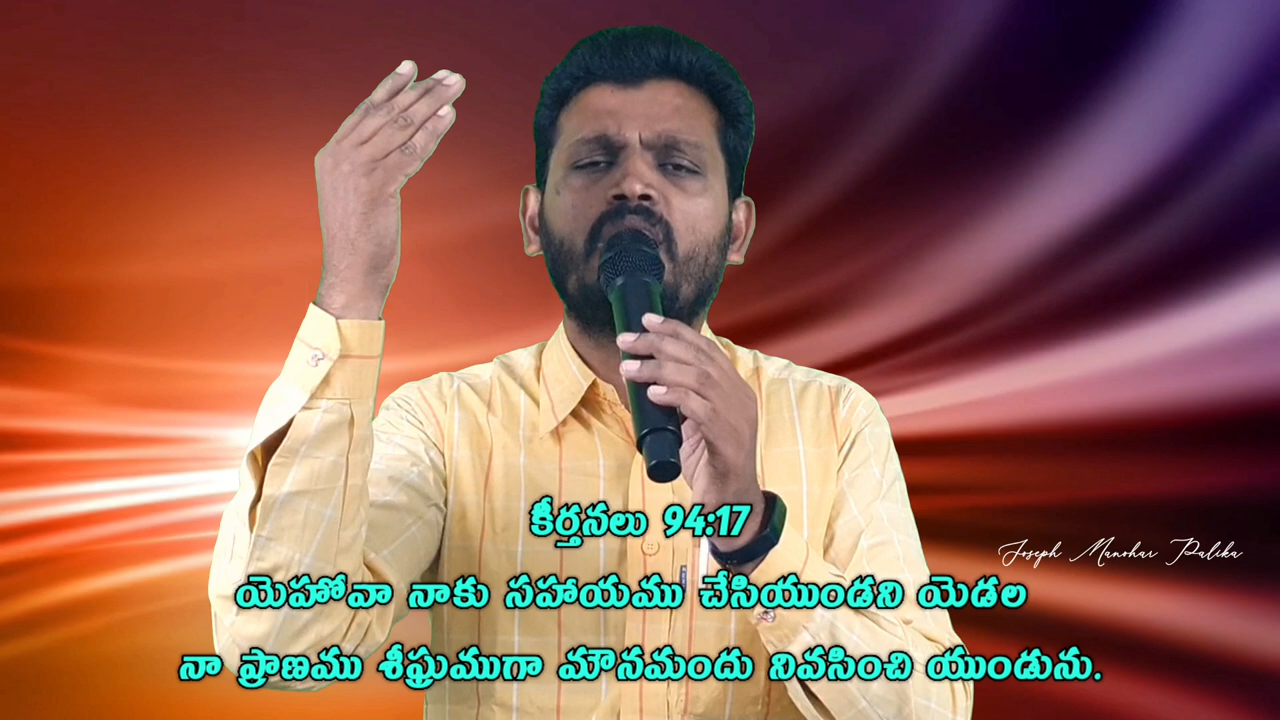 కీర్తనలు 94:17
Joseph Manohar Palika
యెహోవా నాకు సహాయము చేసియుండని యెడల
నా ప్రాణము శీఘ్రముగా మౌనమందు నివసించి యుండును.